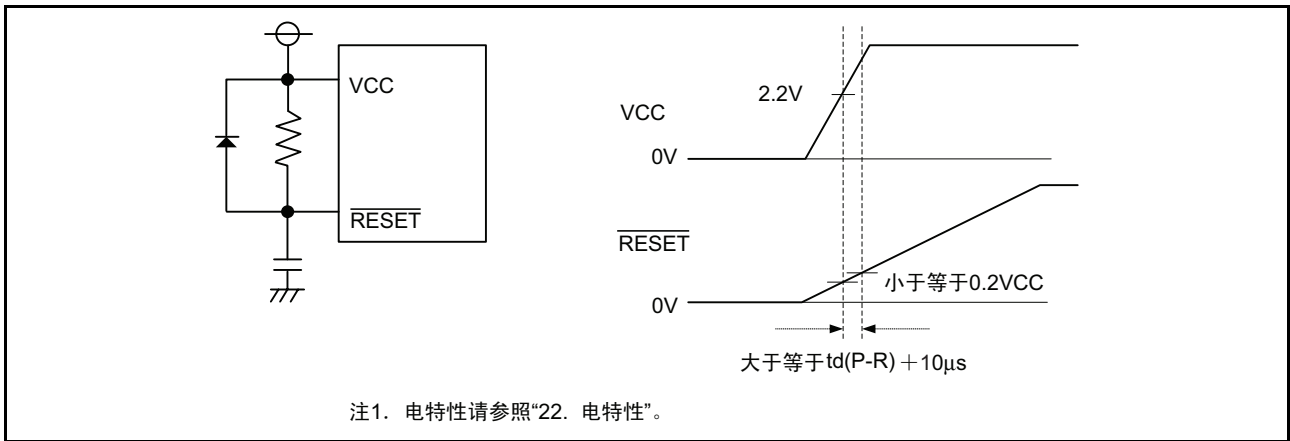 VCC
RESET
2.2V
VCC
0V
RESET
小于等于0.2VCC
0V
大于等于td(P-R)＋10μs
注1. 电特性请参照“22. 电特性”。